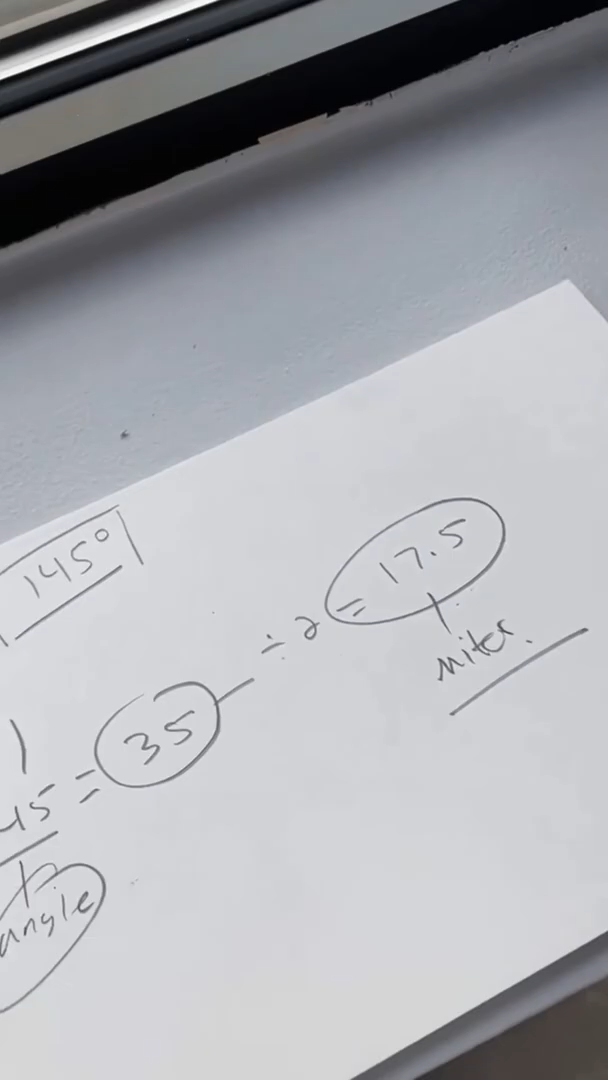 145°
45 = 35 ÷ 2 = 17.5
miter.
angle